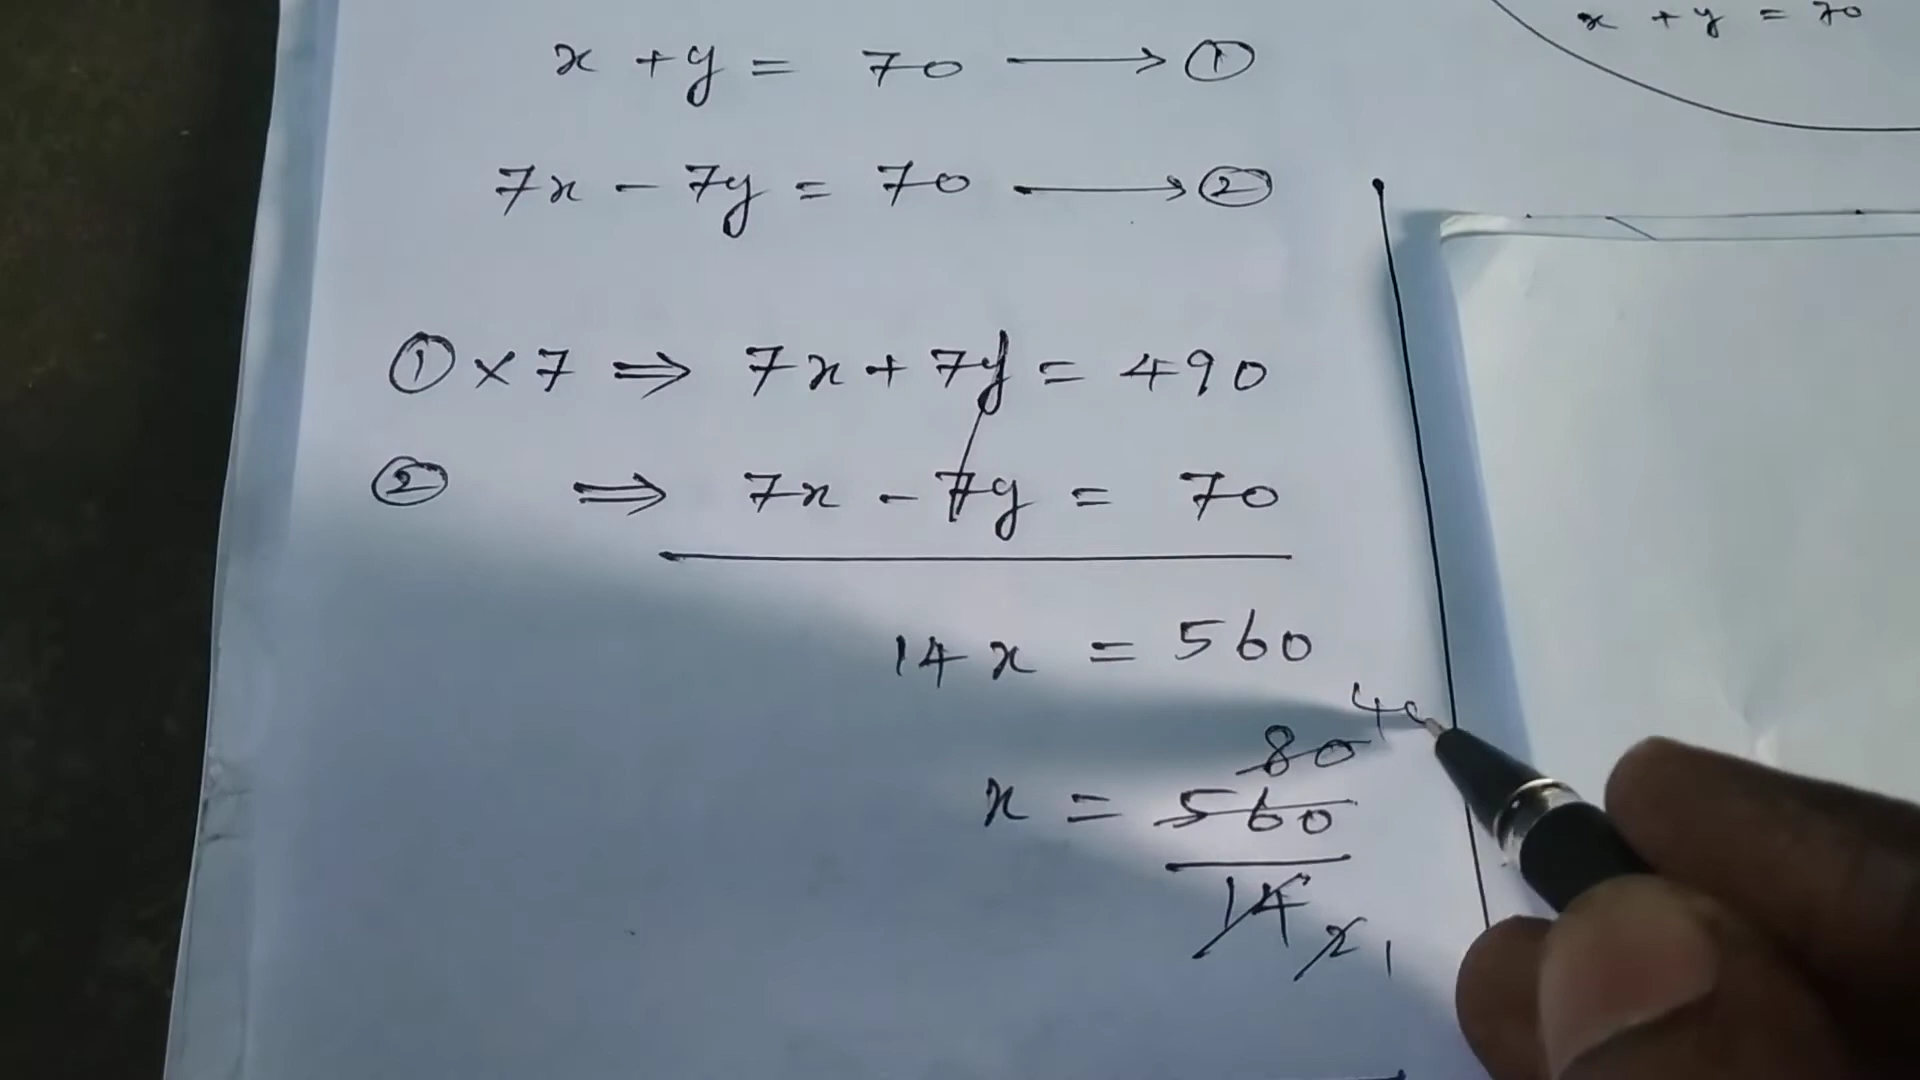 x + y = 70
x + y = 70 ⟶ ①
7x - 7y = 70 ⟶ ②
① × 7 ⇒ 7x + 7y = 490
② ⇒ 7x - 7y = 70
14x = 560
40
80
x = 560
14 2 1